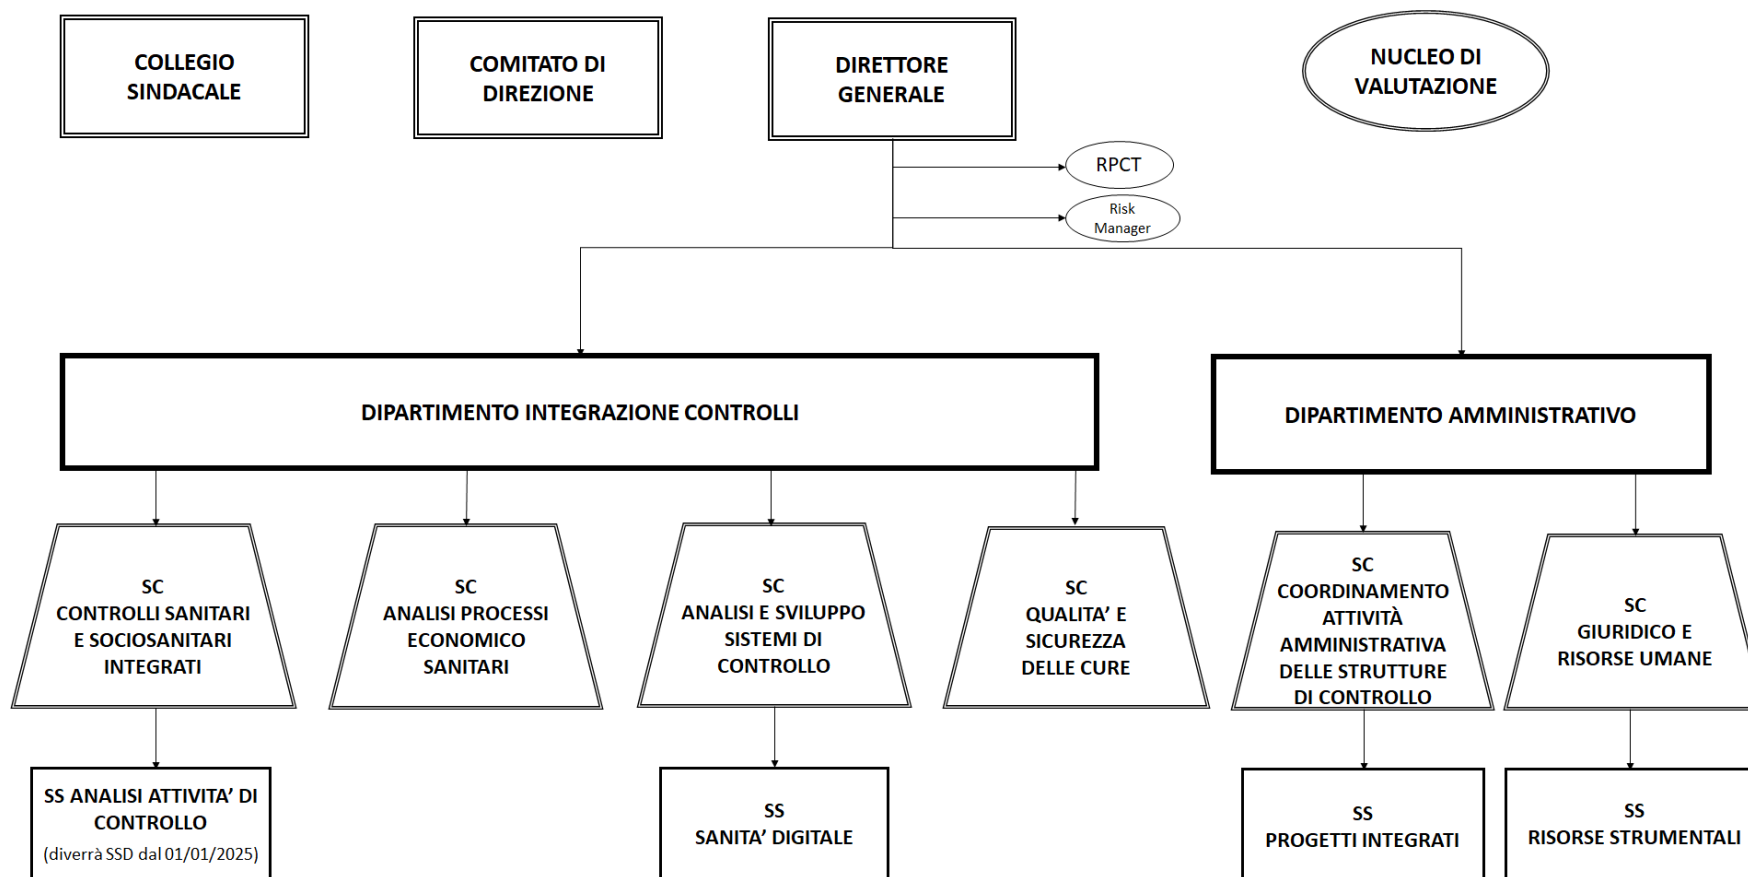 COLLEGIO
SINDACALE
COMITATO DI
DIREZIONE
DIRETTORE
GENERALE
NUCLEO DI
VALUTAZIONE
RPCT
Risk
Manager
DIPARTIMENTO INTEGRAZIONE CONTROLLI
DIPARTIMENTO AMMINISTRATIVO
SC
CONTROLLI SANITARI
E SOCIOSANITARI
INTEGRATI
SC
ANALISI PROCESSI
ECONOMICO
SANITARI
SC
ANALISI E SVILUPPO
SISTEMI DI
CONTROLLO
SC
QUALITA’ E
SICUREZZA
DELLE CURE
SC
COORDINAMENTO
ATTIVITÀ
AMMINISTRATIVA
DELLE STRUTTURE
DI CONTROLLO
SC
GIURIDICO E
RISORSE UMANE
SS ANALISI ATTIVITA’ DI
CONTROLLO
(diverrà SSD dal 01/01/2025)
SS
SANITA’ DIGITALE
SS
PROGETTI INTEGRATI
SS
RISORSE STRUMENTALI